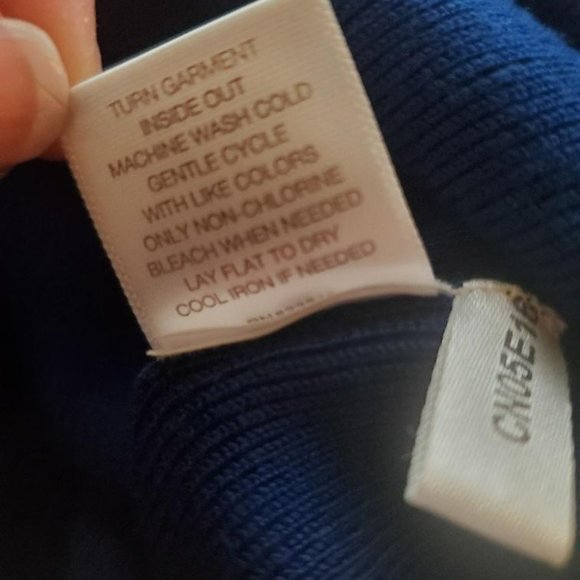 TURN GARMENT
INSIDE OUT
MACHINE WASH COLD
GENTLE CYCLE
WITH LIKE COLORS
ONLY NON-CHLORINE
BLEACH WHEN NEEDED
LAY FLAT TO DRY
COOL IRON IF NEEDED